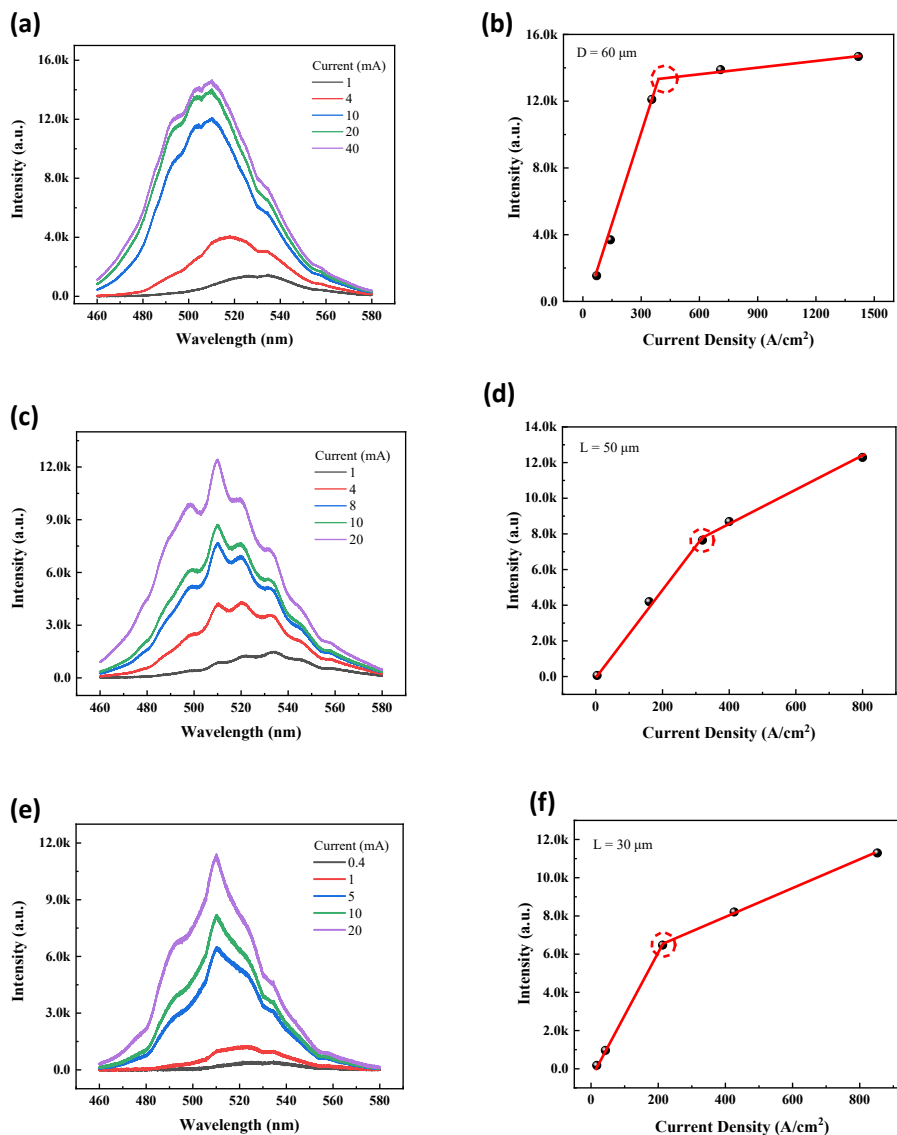 (a)
Intensity (a.u.)
16.0k
12.0k
8.0k
4.0k
0.0
460 480 500 520 540 560 580
Wavelength (nm)
Current (mA)
1
4
10
20
40
(b)
D = 60 μm
Intensity (a.u.)
16.0k
12.0k
8.0k
4.0k
0.0
0 300 600 900 1200 1500
Current Density (A/cm²)
(c)
Intensity (a.u.)
12.0k
9.0k
6.0k
3.0k
0.0
460 480 500 520 540 560 580
Wavelength (nm)
Current (mA)
1
4
8
10
20
(d)
L = 50 μm
Intensity (a.u)
14.0k
12.0k
10.0k
8.0k
6.0k
4.0k
2.0k
0.0
0 200 400 600 800
Current Density (A/cm²)
(e)
Intensity (a.u.)
12.0k
9.0k
6.0k
3.0k
0.0
460 480 500 520 540 560 580
Wavelength (nm)
Current (mA)
0.4
1
5
10
20
(f)
L = 30 μm
Intensity (a.u.)
12.0k
10.0k
8.0k
6.0k
4.0k
2.0k
0.0
0 200 400 600 800
Current Density (A/cm²)